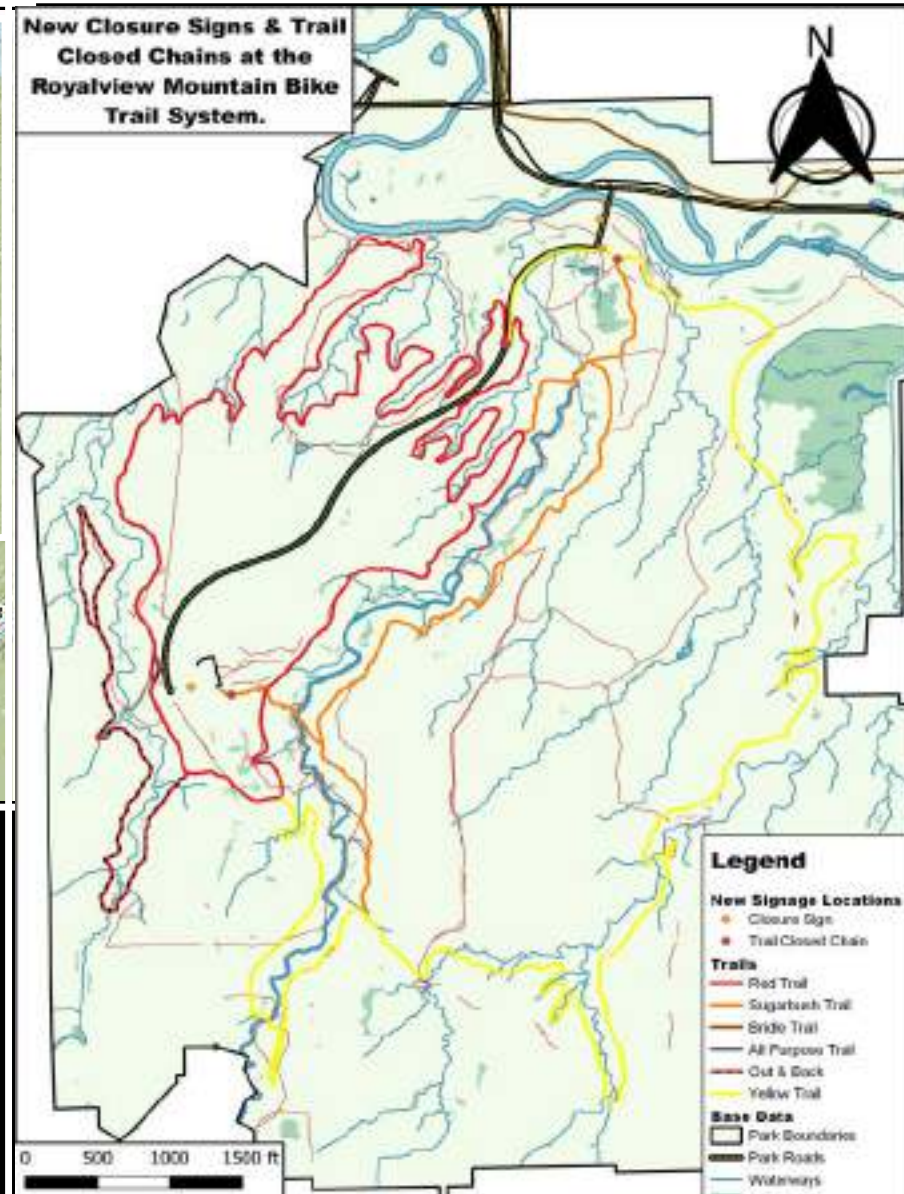 New Closure Signs & Trail
Closed Chains at the
Royalview Mountain Bike
Trail System.
N
Legend
New Signage Locations
Closure Sign
Trail Closed Chain
Trails
Red Trail
Sugarbush Trail
Bridle Trail
All Purpose Trail
Out & Back
Yellow Trail
Base Data
Park Boundaries
Park Roads
Waterways
0 500 1000 1500 ft